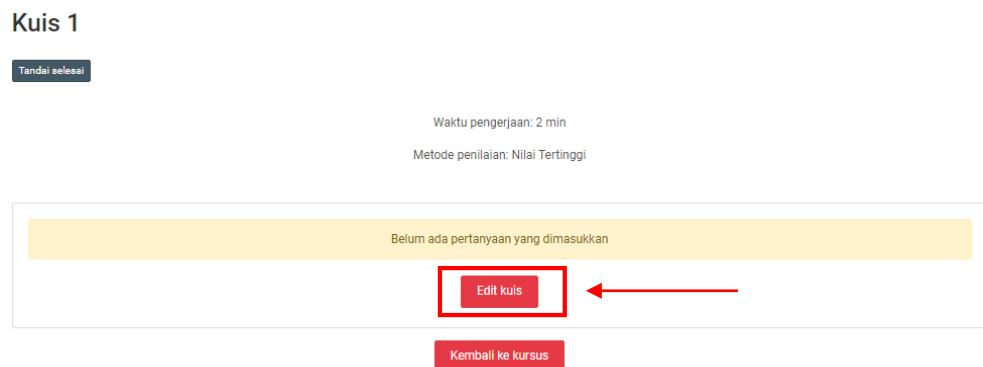 Kuis 1
Tandai selesai
Waktu pengerjaan: 2 min
Metode penilaian: Nilai Tertinggi
Belum ada pertanyaan yang dimasukkan
Edit kuis
Kembali ke kursus